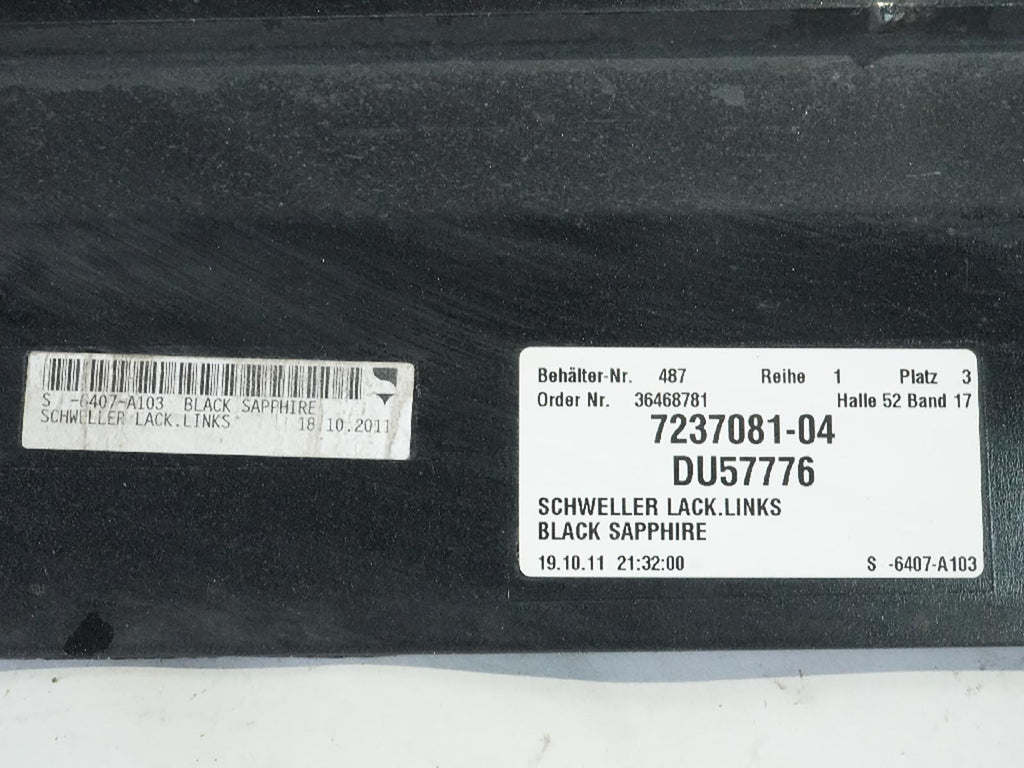 S -6407-A103 BLACK SAPPHIRE
SCHWELLER LACK.LINKS 18.10.2011
Behälter-Nr. 487 Reihe 1 Platz 3
Order Nr. 36468781 Halle 52 Band 17
7237081-04
DU57776
SCHWELLER LACK.LINKS
BLACK SAPPHIRE
19.10.11 21:32:00 S -6407-A103